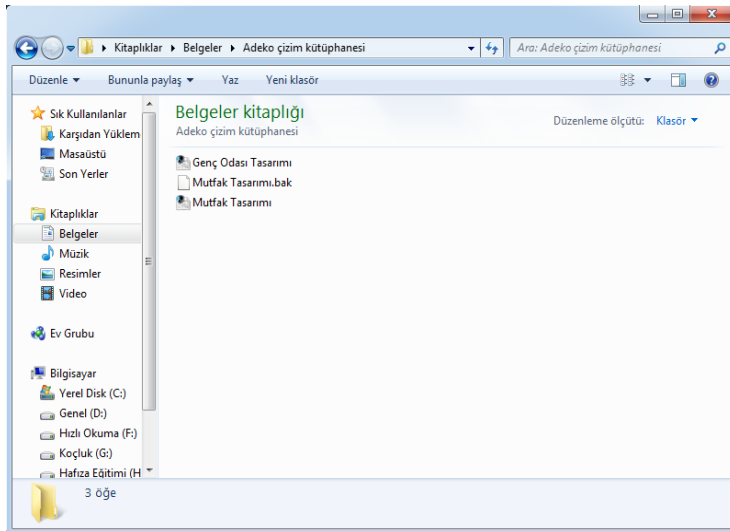 Kitaplıklar ▸ Belgeler ▸ Adeko çizim kütüphanesi
Ara: Adeko çizim kütüphanesi
Düzenle Bununla paylaş Yaz Yeni klasör
Sık Kullanılanlar
Karşıdan Yüklem
Masaüstü
Son Yerler
Kitaplıklar
Belgeler
Müzik
Resimler
Video
Ev Grubu
Bilgisayar
Yerel Disk (C:)
Genel (D:)
Hızlı Okuma (F:)
Koçluk (G:)
Hafıza Eğitimi (H
Belgeler kitaplığı
Adeko çizim kütüphanesi
Düzenleme ölçütü: Klasör
Genç Odası Tasarımı
Mutfak Tasarımı.bak
Mutfak Tasarımı
3 öğe